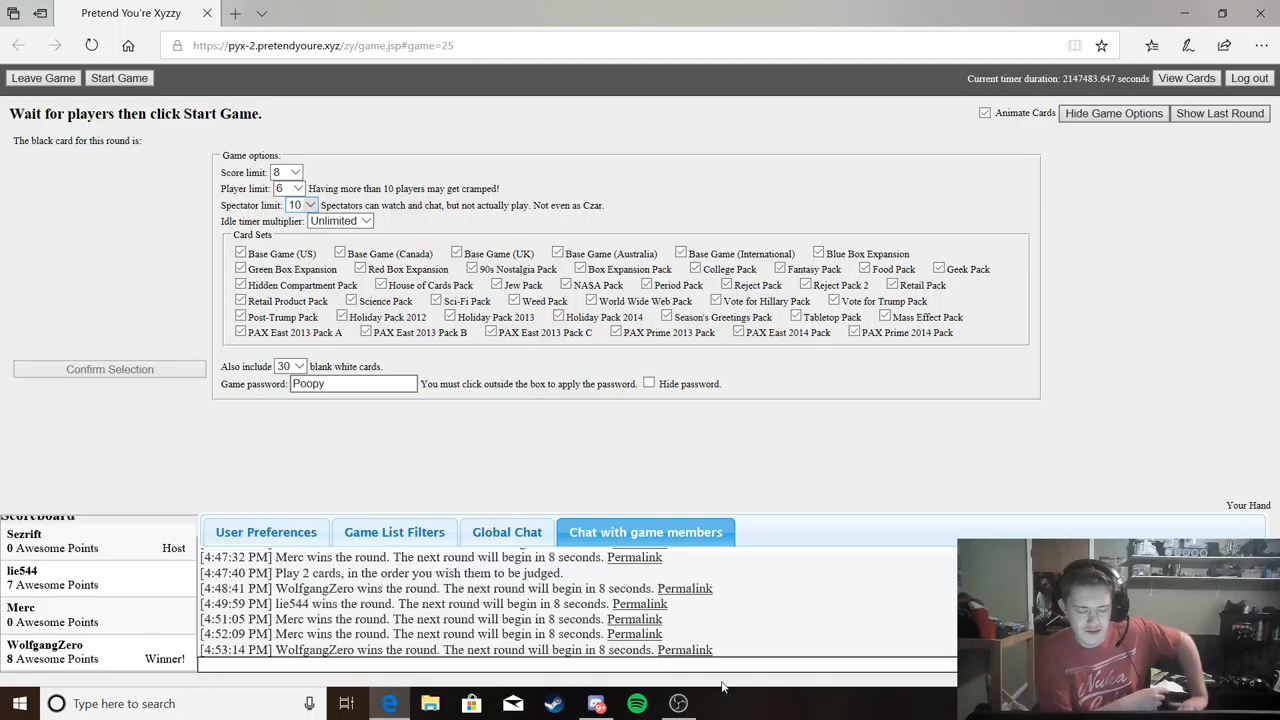 Pretend You're Xyzzy
https://pyx-2.pretendyoure.xyz/zy/game.jsp#game=25
Leave Game Start Game Current timer duration: 2147483.647 seconds View Cards Log out
Wait for players then click Start Game. Animate Cards Hide Game Options Show Last Round
The black card for this round is:
Game options:
Score limit: 8
Player limit: 6 Having more than 10 players may get cramped!
Spectator limit: 10 Spectators can watch and chat, but not actually play. Not even as Czar.
Idle timer multiplier: Unlimited
Card Sets
Base Game (US) Base Game (Canada) Base Game (UK) Base Game (Australia) Base Game (International) Blue Box Expansion
Green Box Expansion Red Box Expansion 90s Nostalgia Pack Box Expansion Pack College Pack Fantasy Pack Food Pack Geek Pack
Hidden Compartment Pack House of Cards Pack Jew Pack NASA Pack Period Pack Reject Pack Reject Pack 2 Retail Pack
Retail Product Pack Science Pack Sci-Fi Pack Weed Pack World Wide Web Pack Vote for Hillary Pack Vote for Trump Pack
Post-Trump Pack Holiday Pack 2012 Holiday Pack 2013 Holiday Pack 2014 Season's Greetings Pack Tabletop Pack Mass Effect Pack
PAX East 2013 Pack A PAX East 2013 Pack B PAX East 2013 Pack C PAX Prime 2013 Pack PAX East 2014 Pack PAX Prime 2014 Pack
Also include 30 blank white cards.
Confirm Selection
Game password: Poopy You must click outside the box to apply the password. Hide password.
Your Hand
Scoreboard
Sezrift
0 Awesome Points Host
lie544
7 Awesome Points
Merc
0 Awesome Points
WolfgangZero
8 Awesome Points Winner!
User Preferences Game List Filters Global Chat Chat with game members
[4:47:32 PM] Merc wins the round. The next round will begin in 8 seconds. Permalink
[4:47:40 PM] Play 2 cards, in the order you wish them to be judged.
[4:48:41 PM] WolfgangZero wins the round. The next round will begin in 8 seconds. Permalink
[4:49:59 PM] lie544 wins the round. The next round will begin in 8 seconds. Permalink
[4:51:05 PM] Merc wins the round. The next round will begin in 8 seconds. Permalink
[4:52:09 PM] Merc wins the round. The next round will begin in 8 seconds. Permalink
[4:53:14 PM] WolfgangZero wins the round. The next round will begin in 8 seconds. Permalink
Type here to search